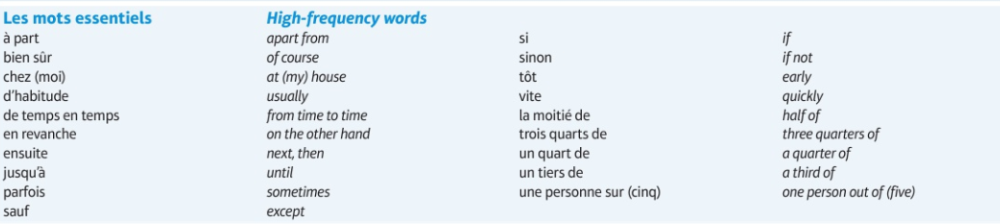 Les mots essentiels High-frequency words
à part apart from si if
bien sûr of course sinon if not
chez (moi) at (my) house tôt early
d'habitude usually vite quickly
de temps en temps from time to time la moitié de half of
en revanche on the other hand trois quarts de three quarters of
ensuite next, then un quart de a quarter of
jusqu'à until un tiers de a third of
parfois sometimes une personne sur (cinq) one person out of (five)
sauf except